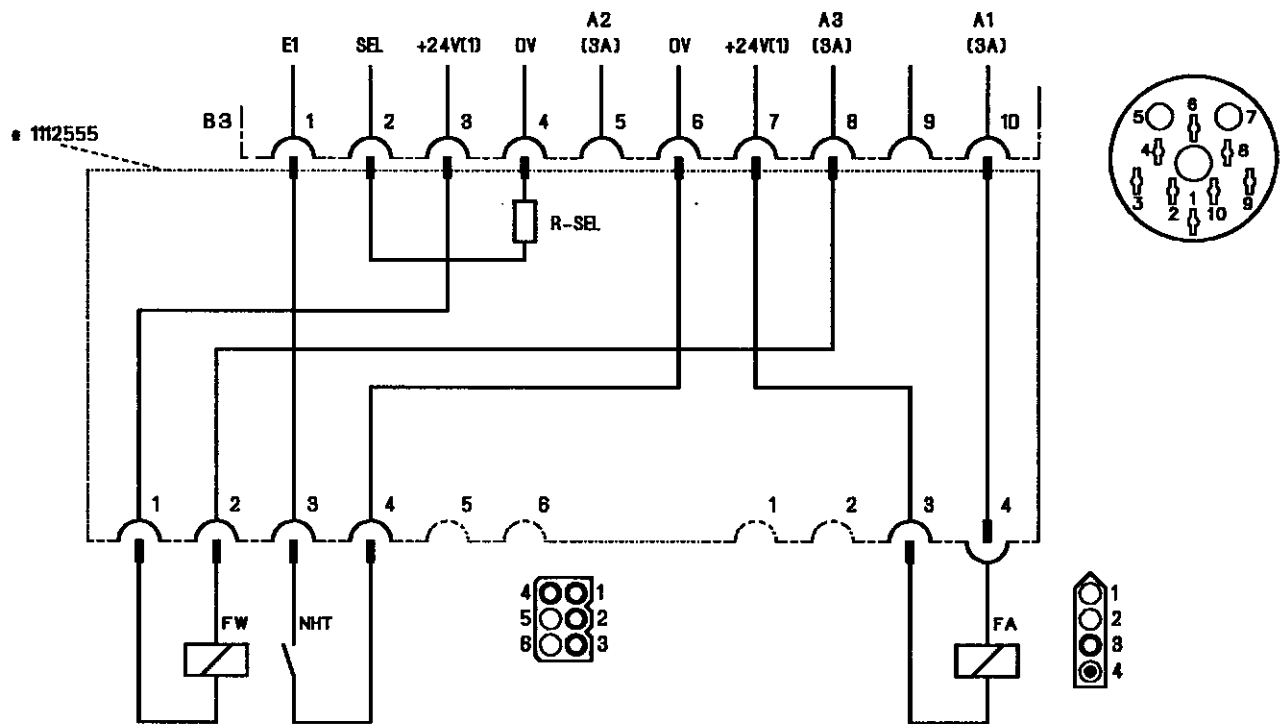 A2 A3 A1
E1 SEL +24V(1) 0V (3A) 0V +24V(1) (3A) (3A)
B3 1 2 3 4 5 6 7 8 9 10
* 1112555
R-SEL
5 6 7
4 8
3 2 1 10 9
1 2 3 4 5 6 1 2 3 4
FW NHT FA
4 1
5 2
6 3
1
2
3
4